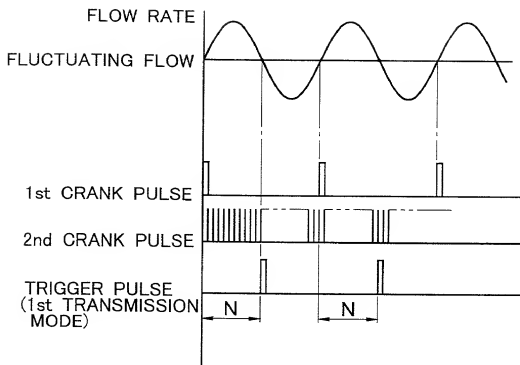 FLOW RATE
FLUCTUATING FLOW
1st CRANK PULSE
2nd CRANK PULSE
TRIGGER PULSE
(1st TRANSMISSION
MODE)
N
N